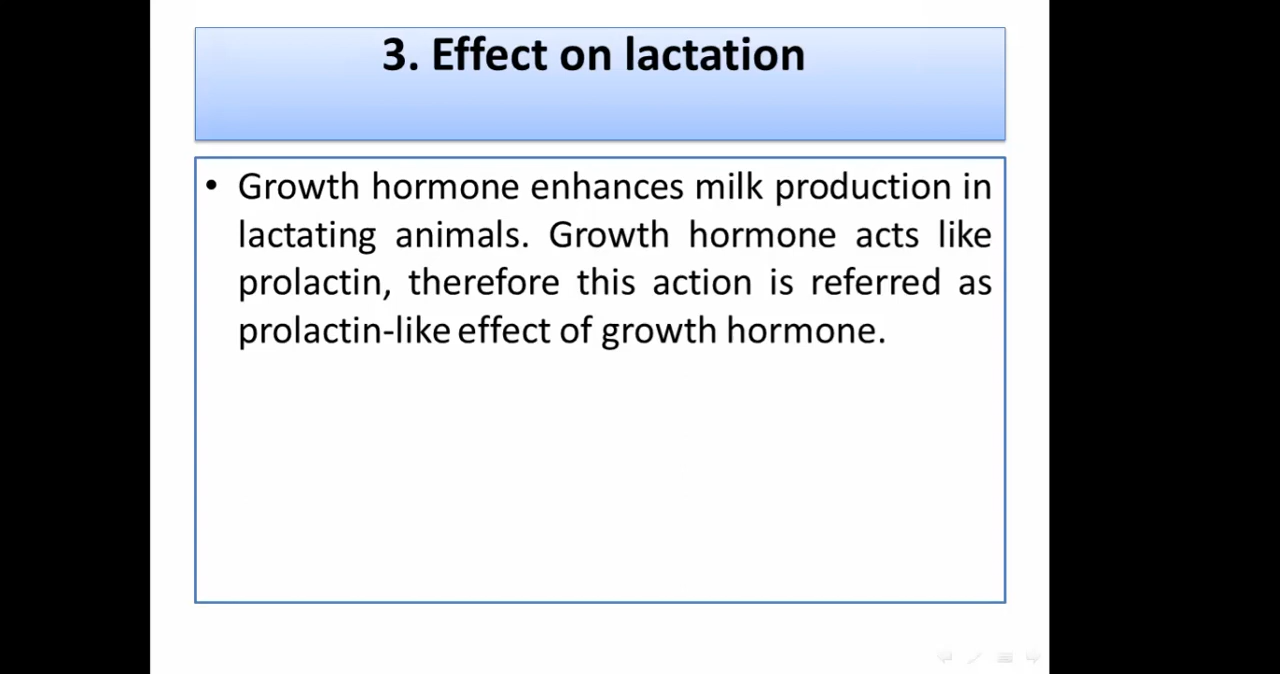 3. Effect on lactation
• Growth hormone enhances milk production in
lactating animals. Growth hormone acts like
prolactin, therefore this action is referred as
prolactin-like effect of growth hormone.